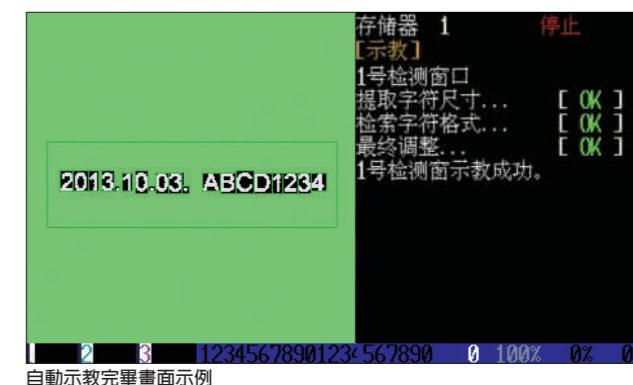 存储器 1 停止
[示教]
1号检测窗口
提取字符尺寸... [ OK ]
检索字符格式... [ OK ]
最终调整... [ OK ]
1号检测窗示教成功。
2013.10.03. ABCD1234
1 2 3 12345678901234567890 0 100% 0% 0
自動示教完畢畫面示例